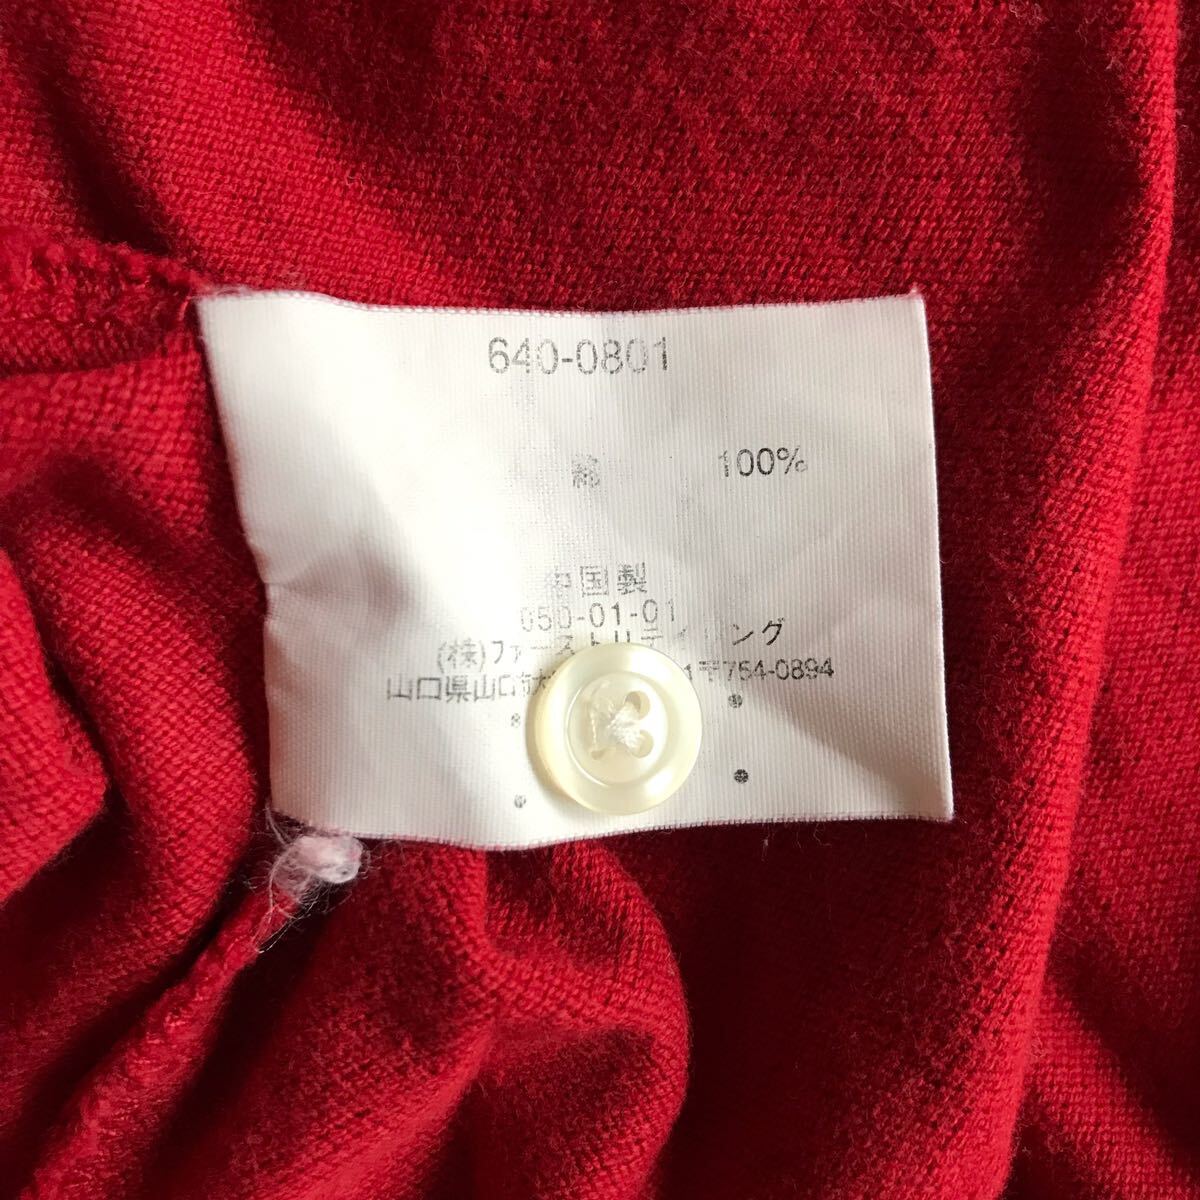 640-0801
綿 100%
中国製
050-01-01
(株)ファーストリテイリング
山口県山口市 1〒754-0894